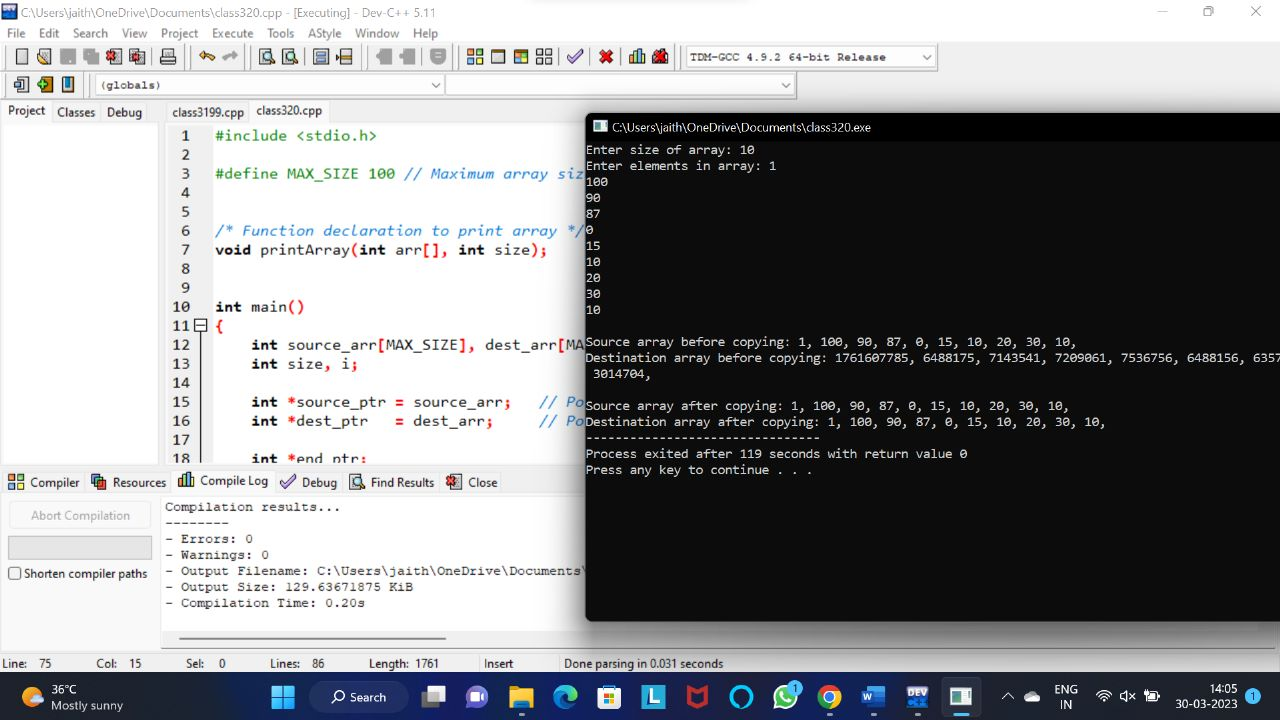 C:\Users\jaith\OneDrive\Documents\class320.cpp - [Executing] - Dev-C++ 5.11
File Edit Search View Project Execute Tools AStyle Window Help
TDM-GCC 4.9.2 64-bit Release
(globals)
Project Classes Debug
class3199.cpp class320.cpp
1 #include <stdio.h>
2
3 #define MAX_SIZE 100 // Maximum array siz
4
5
6 /* Function declaration to print array */
7 void printArray(int arr[], int size);
8
9
10 int main()
11 {
12 int source_arr[MAX_SIZE], dest_arr[MA
13 int size, i;
14
15 int *source_ptr = source_arr; // Po
16 int *dest_ptr = dest_arr; // Po
17
18 int *end_ptr;
C:\Users\jaith\OneDrive\Documents\class320.exe
Enter size of array: 10
Enter elements in array: 1
100
90
87
0
15
10
20
30
10
Source array before copying: 1, 100, 90, 87, 0, 15, 10, 20, 30, 10,
Destination array before copying: 1761607785, 6488175, 7143541, 7209061, 7536756, 6488156, 6357
3014704,
Source array after copying: 1, 100, 90, 87, 0, 15, 10, 20, 30, 10,
Destination array after copying: 1, 100, 90, 87, 0, 15, 10, 20, 30, 10,
--------------------------------
Process exited after 119 seconds with return value 0
Press any key to continue . . .
Compiler Resources Compile Log Debug Find Results Close
Abort Compilation
Shorten compiler paths
Compilation results...
--------
- Errors: 0
- Warnings: 0
- Output Filename: C:\Users\jaith\OneDrive\Documents\
- Output Size: 129.63671875 KiB
- Compilation Time: 0.20s
Line: 75 Col: 15 Sel: 0 Lines: 86 Length: 1761 Insert Done parsing in 0.031 seconds
36°C
Mostly sunny
Search
L
1
W
DEV
C++
ENG
IN
14:05
30-03-2023
1